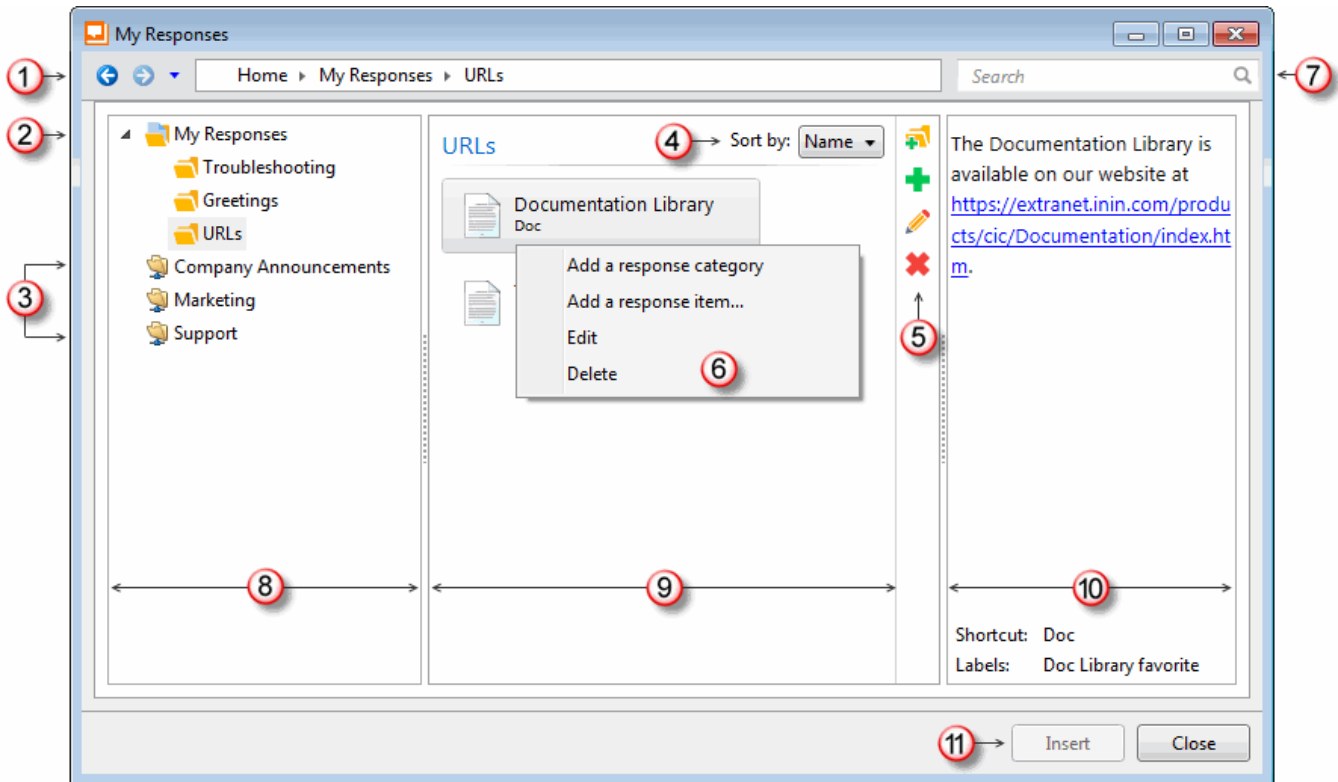 My Responses
1
Home My Responses URLs
Search
7
2
My Responses
Troubleshooting
Greetings
URLs
3
Company Announcements
Marketing
Support
URLs
4
Sort by: Name
Documentation Library
Doc
Add a response category
Add a response item...
Edit
Delete
6
5
The Documentation Library is
available on our website at
https://extranet.inin.com/produ
cts/cic/Documentation/index.ht
m.
8
9
10
Shortcut: Doc
Labels: Doc Library favorite
11
Insert
Close